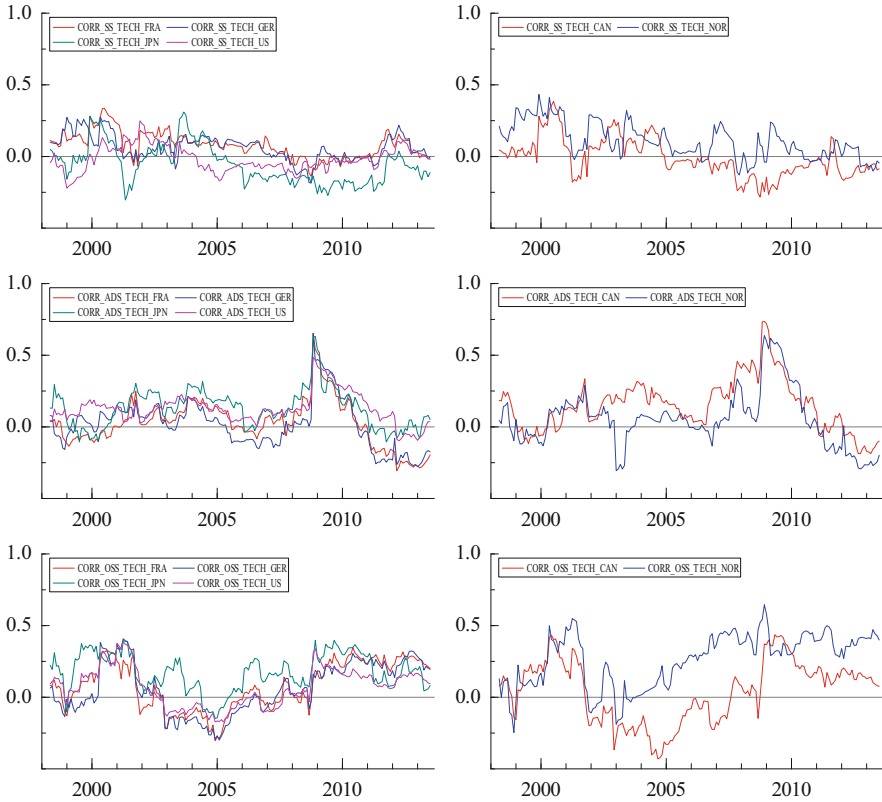 1.0
CORR_SS_TECH_FRA CORR_SS_TECH_GER
CORR_SS_TECH_JPN CORR_SS_TECH_US
0.5
0.0
2000 2005 2010
1.0
CORR_SS_TECH_CAN CORR_SS_TECH_NOR
0.5
0.0
2000 2005 2010
1.0
CORR_ADS_TECH_FRA CORR_ADS_TECH_GER
CORR_ADS_TECH_JPN CORR_ADS_TECH_US
0.5
0.0
2000 2005 2010
1.0
CORR_ADS_TECH_CAN CORR_ADS_TECH_NOR
0.5
0.0
2000 2005 2010
1.0
CORR_OSS_TECH_FRA CORR_OSS_TECH_GER
CORR_OSS_TECH_JPN CORR_OSS_TECH_US
0.5
0.0
2000 2005 2010
1.0
CORR_OSS_TECH_CAN CORR_OSS_TECH_NOR
0.5
0.0
2000 2005 2010